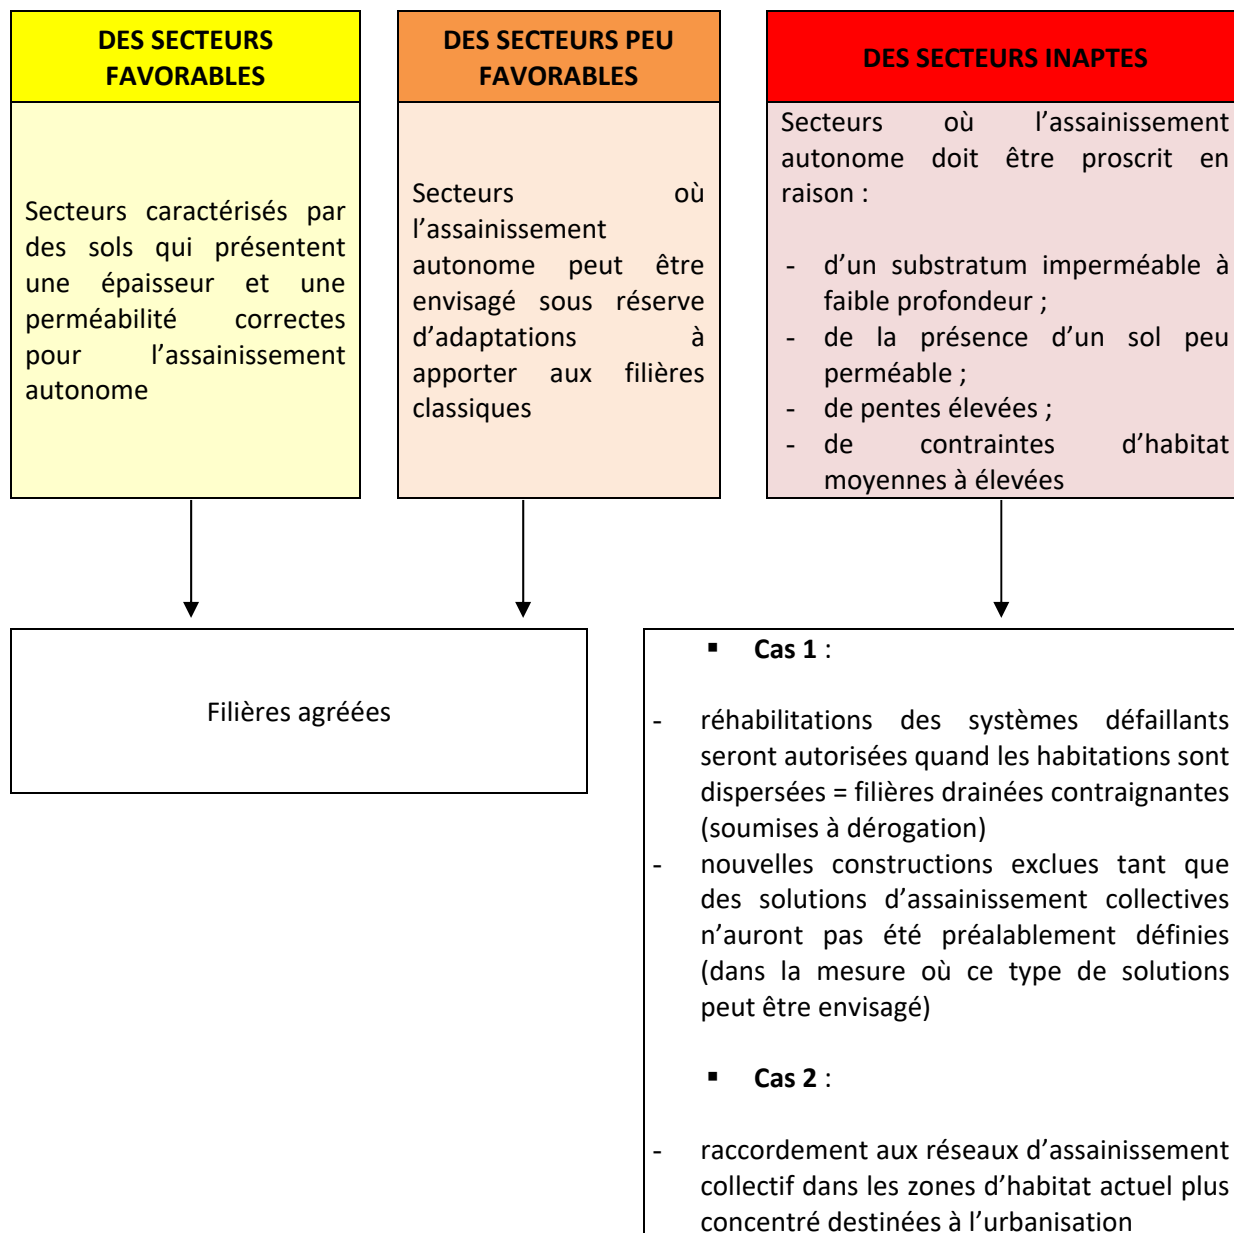 DES SECTEURS
FAVORABLES
Secteurs caractérisés par
des sols qui présentent
une épaisseur et une
perméabilité correctes
pour l’assainissement
autonome
DES SECTEURS PEU
FAVORABLES
Secteurs où
l’assainissement
autonome peut être
envisagé sous réserve
d’adaptations à
apporter aux filières
classiques
DES SECTEURS INAPTES
Secteurs où l’assainissement
autonome doit être proscrit en
raison :
- d’un substratum imperméable à
faible profondeur ;
- de la présence d’un sol peu
perméable ;
- de pentes élevées ;
- de contraintes d’habitat
moyennes à élevées
Filières agréées
▪ Cas 1 :
- réhabilitations des systèmes défaillants
seront autorisées quand les habitations sont
dispersées = filières drainées contraignantes
(soumises à dérogation)
- nouvelles constructions exclues tant que
des solutions d’assainissement collectives
n’auront pas été préalablement définies
(dans la mesure où ce type de solutions
peut être envisagé)
▪ Cas 2 :
- raccordement aux réseaux d’assainissement
collectif dans les zones d’habitat actuel plus
concentré destinées à l’urbanisation